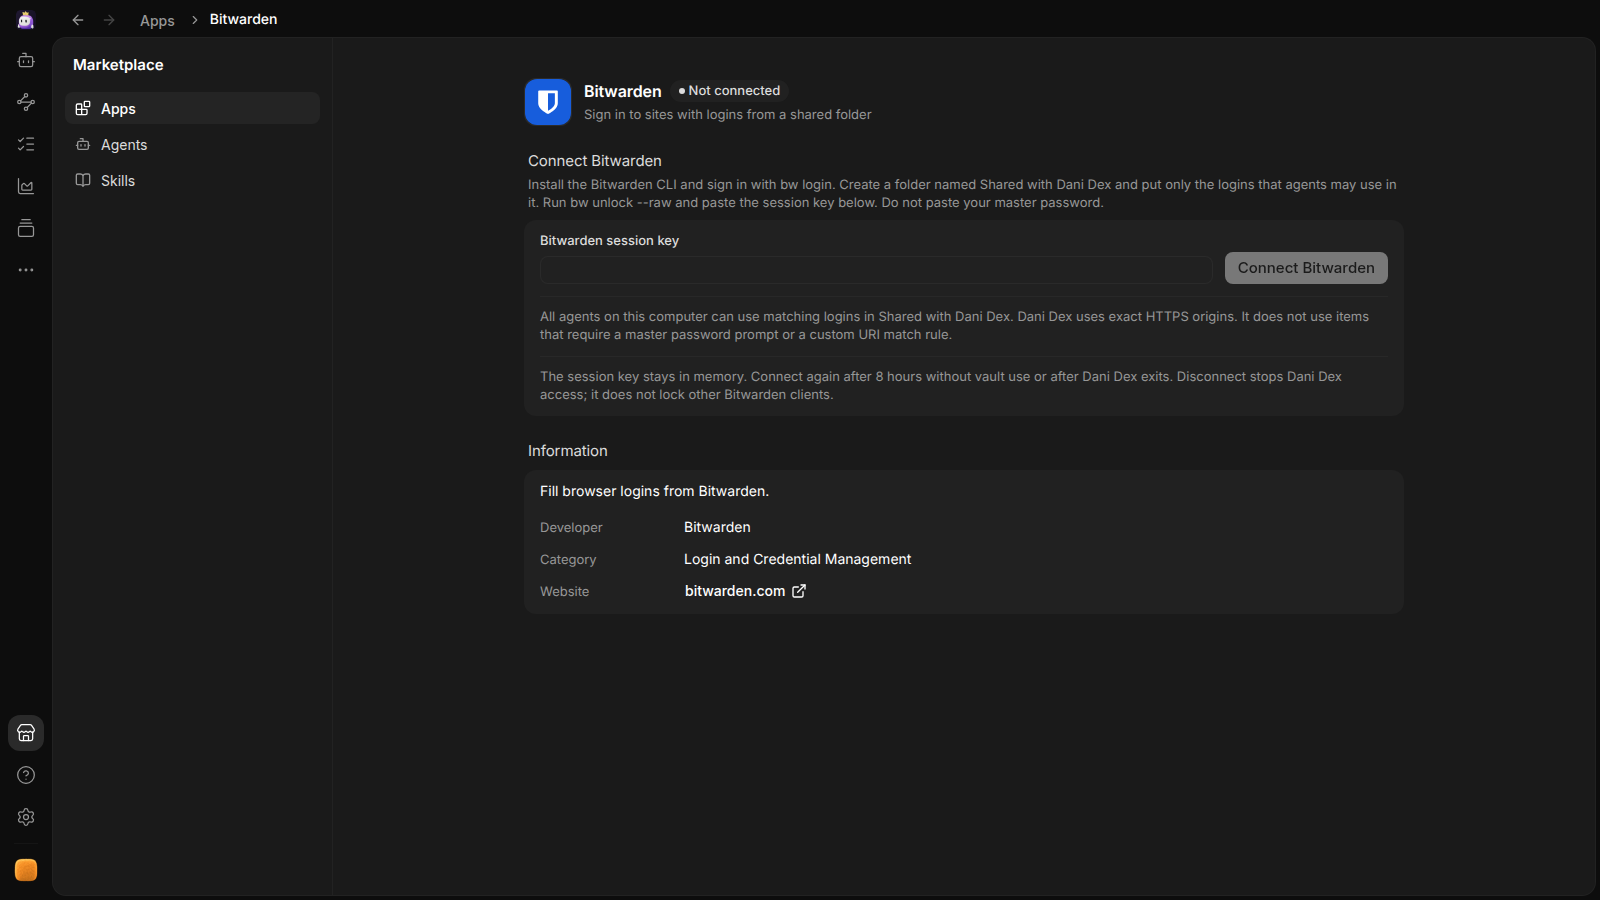 Apps
Bitwarden
Marketplace
Apps
Agents
Skills
Bitwarden
Not connected
Sign in to sites with logins from a shared folder
Connect Bitwarden
Install the Bitwarden CLI and sign in with bw login. Create a folder named Shared with Dani Dex and put only the logins that agents may use in
it. Run bw unlock --raw and paste the session key below. Do not paste your master password.
Bitwarden session key
Connect Bitwarden
All agents on this computer can use matching logins in Shared with Dani Dex. Dani Dex uses exact HTTPS origins. It does not use items
that require a master password prompt or a custom URI match rule.
The session key stays in memory. Connect again after 8 hours without vault use or after Dani Dex exits. Disconnect stops Dani Dex
access; it does not lock other Bitwarden clients.
Information
Fill browser logins from Bitwarden.
Developer
Bitwarden
Category
Login and Credential Management
Website
bitwarden.com